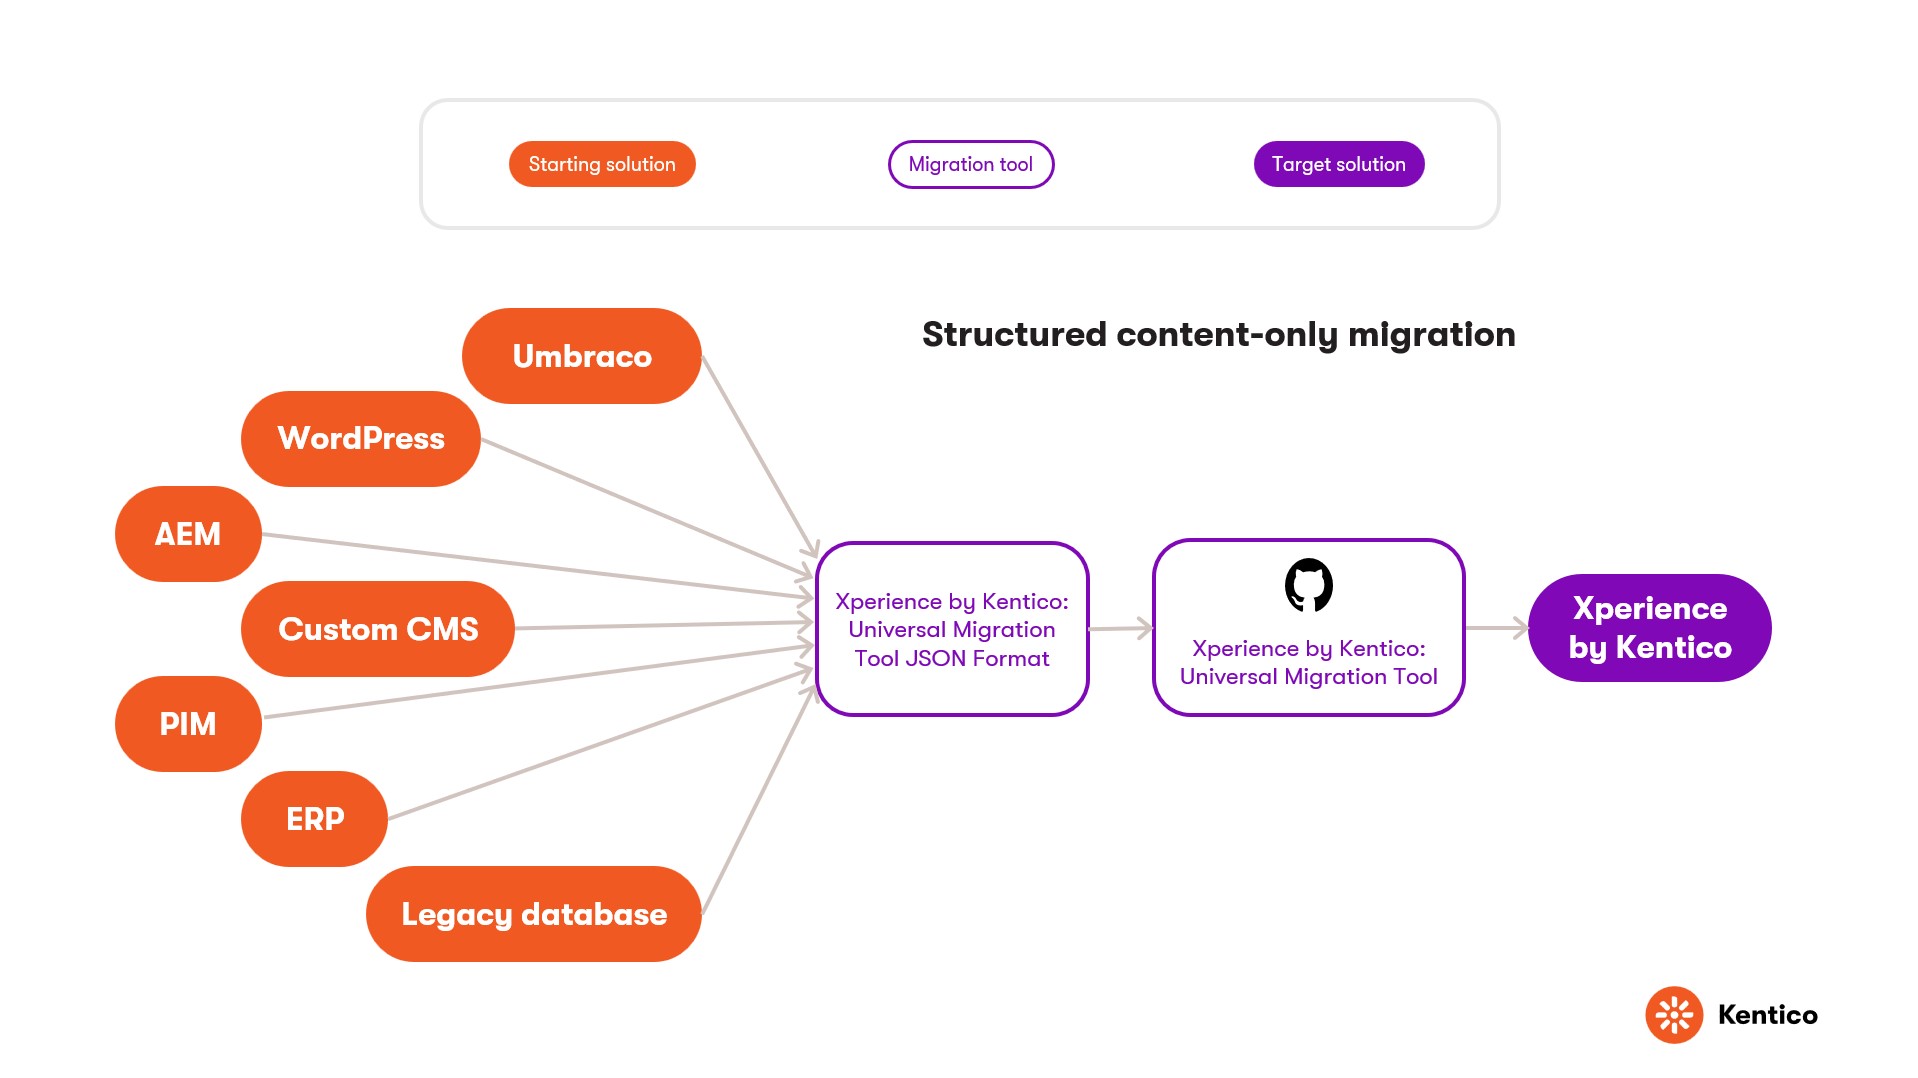 Starting solution
Migration tool
Target solution
Structured content-only migration
Umbraco
WordPress
AEM
Custom CMS
PIM
ERP
Legacy database
Xperience by Kentico:
Universal Migration
Tool JSON Format
Xperience by Kentico:
Universal Migration Tool
Xperience
by Kentico
Kentico